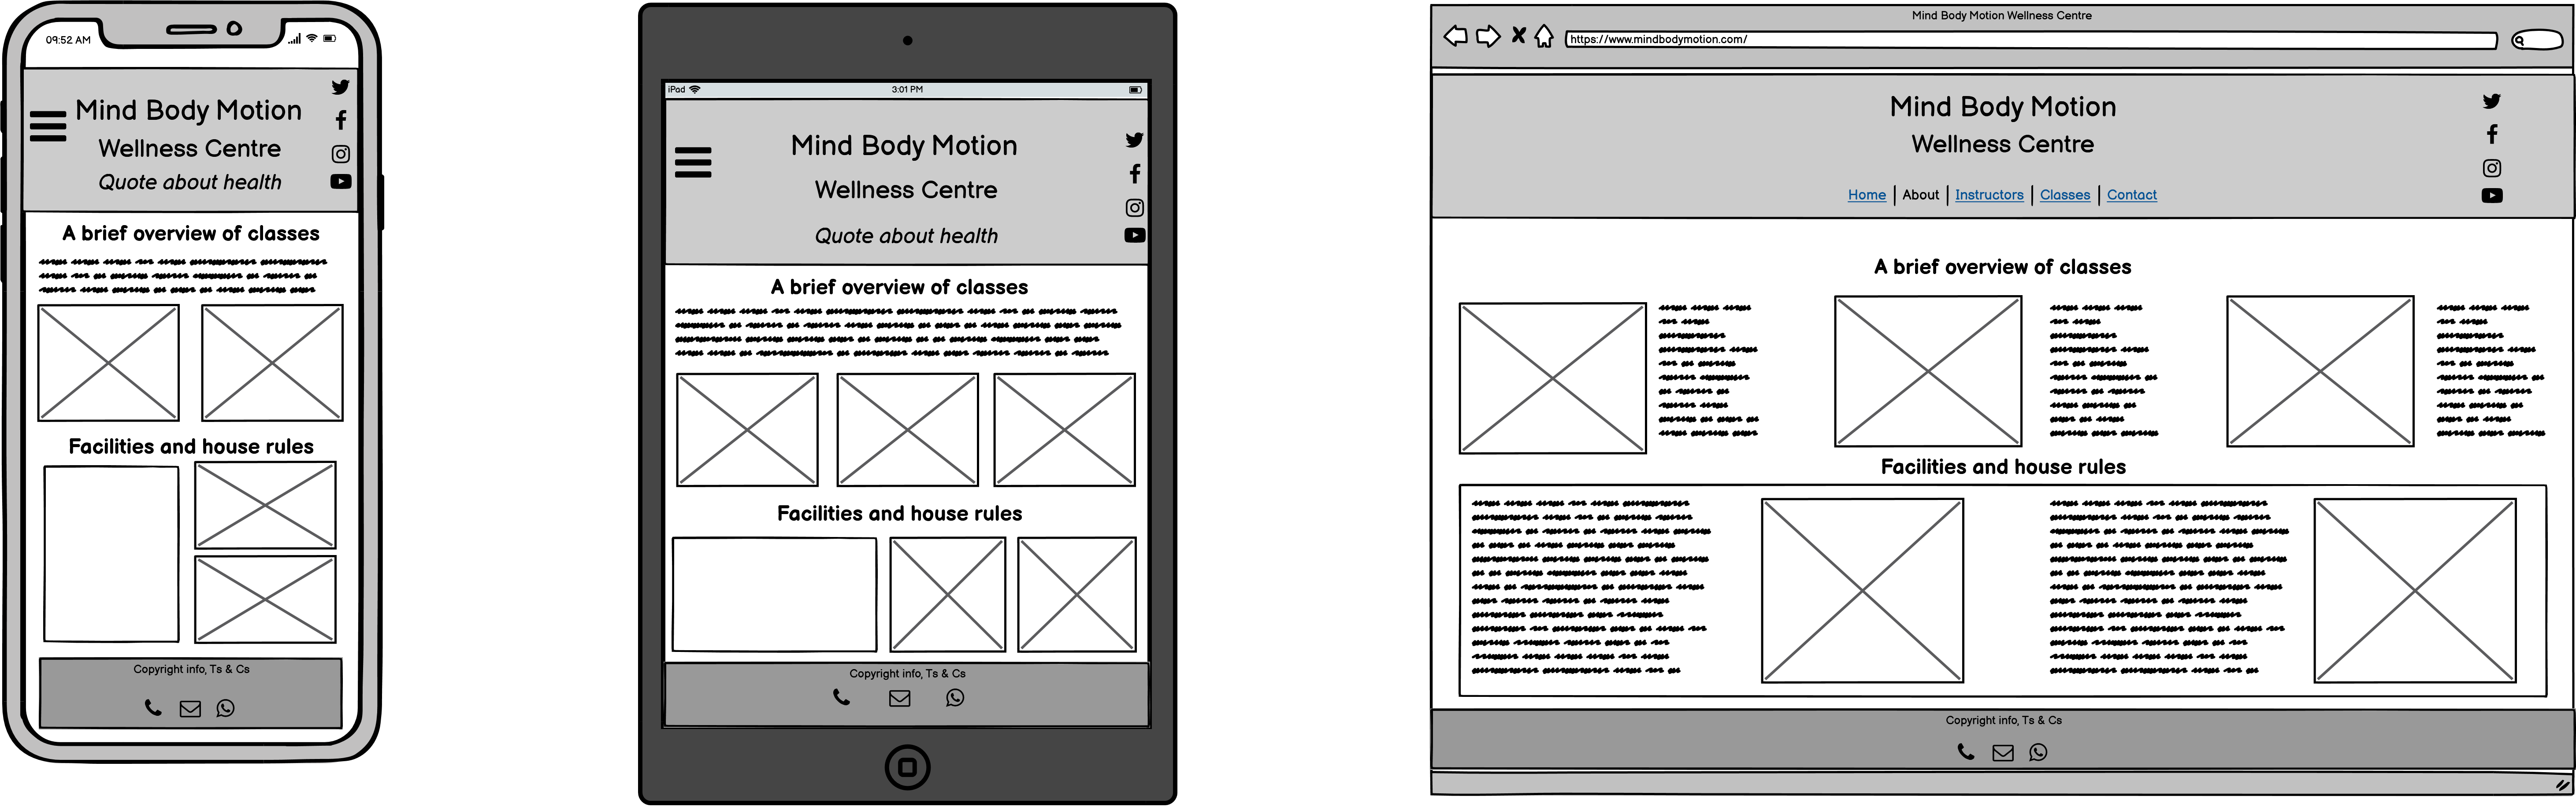 09:52 AM
Mind Body Motion
Wellness Centre
Quote about health
A brief overview of classes
Facilities and house rules
Copyright info, Ts & Cs
iPad
3:01 PM
Mind Body Motion
Wellness Centre
Quote about health
A brief overview of classes
Facilities and house rules
Copyright info, Ts & Cs
Mind Body Motion Wellness Centre
https://www.mindbodymotion.com/
Mind Body Motion
Wellness Centre
Home | About | Instructors | Classes | Contact
A brief overview of classes
Facilities and house rules
Copyright info, Ts & Cs